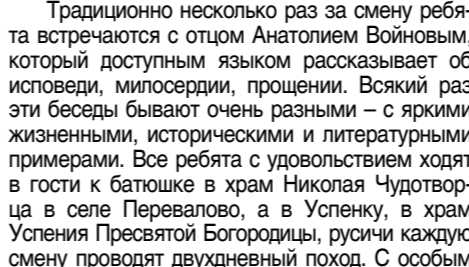 Традиционно несколько раз за смену ребя-
та встречаются с отцом Анатолием Войновым,
который доступным языком рассказывает об
исповеди, милосердии, прощении. Всякий раз
эти беседы бывают очень разными – с яркими
жизненными, историческими и литературными
примерами. Все ребята с удовольствием ходят
в гости к батюшке в храм Николая Чудотвор-
ца в селе Перевалово, а в Успенку, в храм
Успения Пресвятой Богородицы, русичи каждую
смену проводят двухдневный поход. С особым